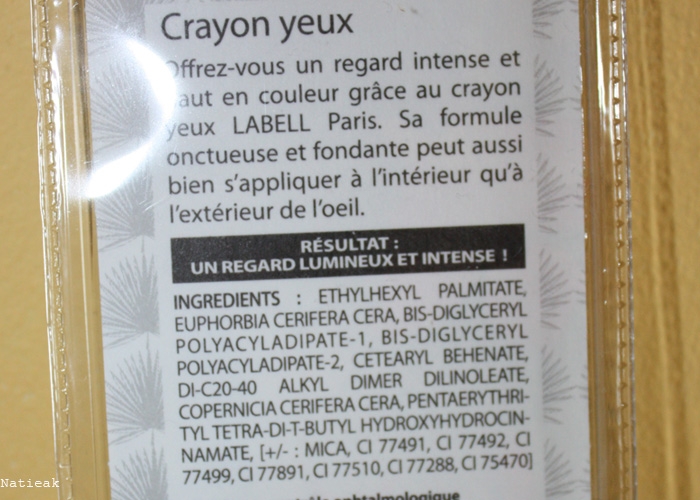 Crayon yeux
Offrez-vous un regard intense et
haut en couleur grâce au crayon
yeux LABELL Paris. Sa formule
onctueuse et fondante peut aussi
bien s'appliquer à l'intérieur qu'à
l'extérieur de l'oeil.
RÉSULTAT :
UN REGARD LUMINEUX ET INTENSE !
INGREDIENTS : ETHYLHEXYL PALMITATE,
EUPHORBIA CERIFERA CERA, BIS-DIGLYCERYL
POLYACYLADIPATE-1, BIS-DIGLYCERYL
POLYACYLADIPATE-2, CETEARYL BEHENATE,
DI-C20-40 ALKYL DIMER DILINOLEATE,
COPERNICIA CERIFERA CERA, PENTAERYTHRI-
TYL TETRA-DI-T-BUTYL HYDROXYHYDROCIN-
NAMATE, [+/- : MICA, CI 77491, CI 77492, CI
77499, CI 77891, CI 77510, CI 77288, CI 75470]
ophtalmologique
Natieak